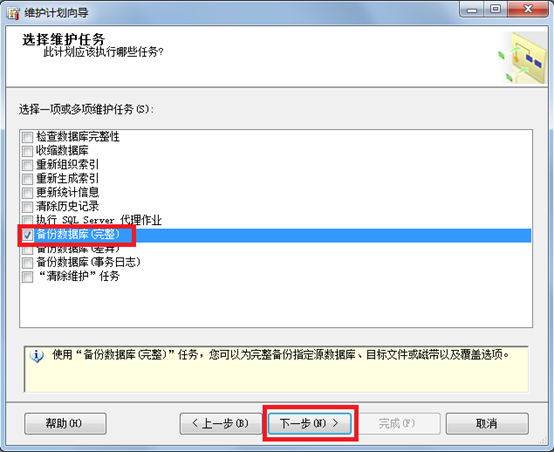 维护计划向导
选择维护任务
此计划应该执行哪些任务?
选择一项或多项维护任务(S):
检查数据库完整性
收缩数据库
重新组织索引
重新生成索引
更新统计信息
清除历史记录
执行 SQL Server 代理作业
备份数据库(完整)
备份数据库(差异)
备份数据库(事务日志)
“清除维护”任务
使用“备份数据库(完整)”任务，您可以为完整备份指定源数据库、目标文件或磁带以及覆盖选项。
帮助(H)
< 上一步(B)
下一步(N) >
完成(F)
取消